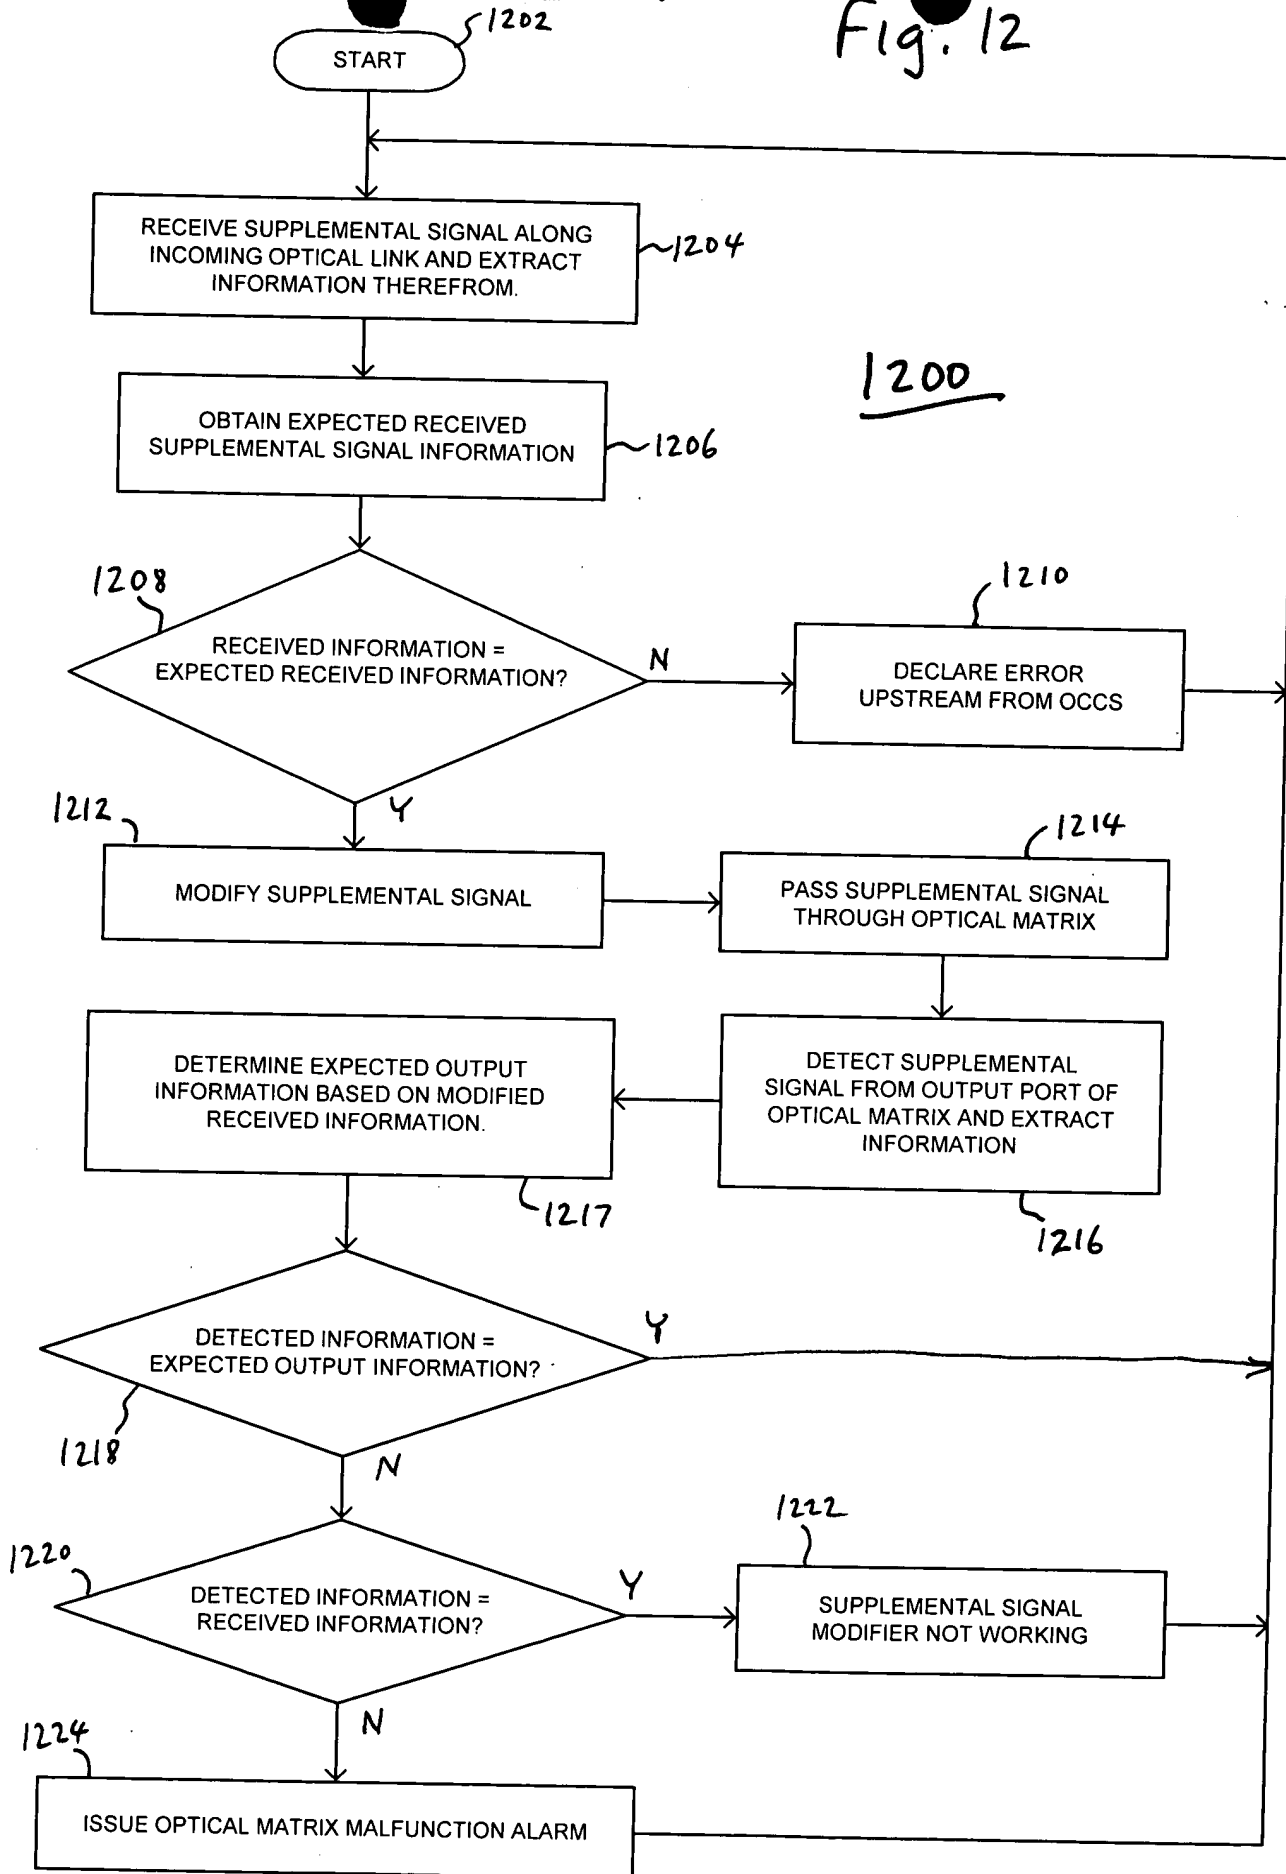 1202
Fig. 12
START
RECEIVE SUPPLEMENTAL SIGNAL ALONG
INCOMING OPTICAL LINK AND EXTRACT
INFORMATION THEREFROM.
1204
1200
OBTAIN EXPECTED RECEIVED
SUPPLEMENTAL SIGNAL INFORMATION
1206
1208
RECEIVED INFORMATION =
EXPECTED RECEIVED INFORMATION?
N
1210
DECLARE ERROR
UPSTREAM FROM OCCS
Y
1212
MODIFY SUPPLEMENTAL SIGNAL
1214
PASS SUPPLEMENTAL SIGNAL
THROUGH OPTICAL MATRIX
DETECT SUPPLEMENTAL
SIGNAL FROM OUTPUT PORT OF
OPTICAL MATRIX AND EXTRACT
INFORMATION
1216
DETERMINE EXPECTED OUTPUT
INFORMATION BASED ON MODIFIED
RECEIVED INFORMATION.
1217
DETECTED INFORMATION =
EXPECTED OUTPUT INFORMATION?
Y
1218
N
1220
DETECTED INFORMATION =
RECEIVED INFORMATION?
Y
1222
SUPPLEMENTAL SIGNAL
MODIFIER NOT WORKING
N
1224
ISSUE OPTICAL MATRIX MALFUNCTION ALARM